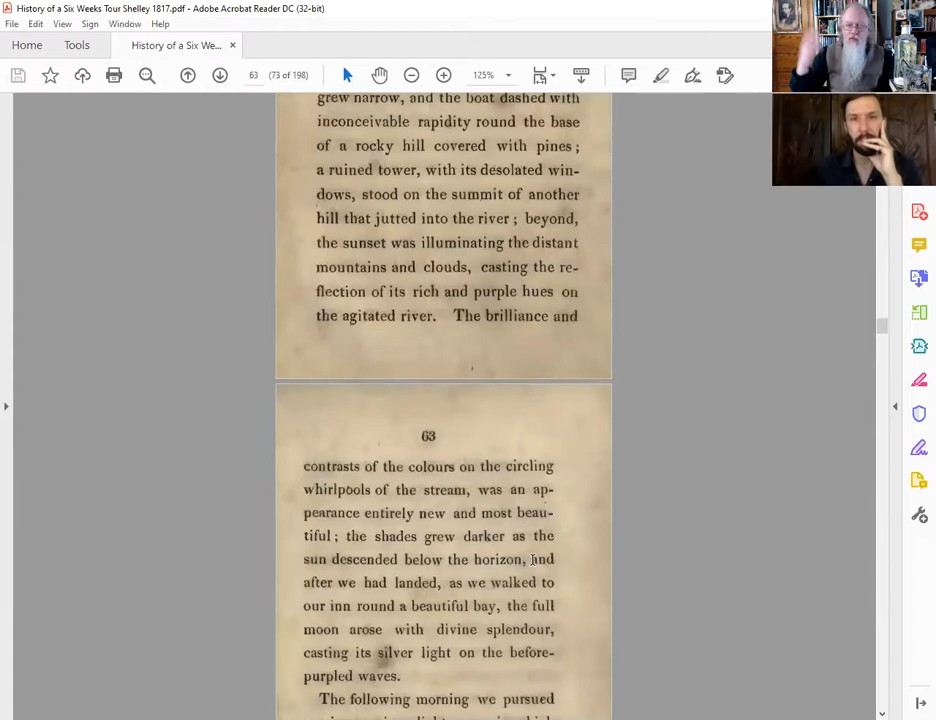 History of a Six Weeks Tour Shelley 1817.pdf - Adobe Acrobat Reader DC (32-bit)
File Edit View Sign Window Help
Home Tools History of a Six We... ×
63 (73 of 198) 125%
grew narrow, and the boat dashed with
inconceivable rapidity round the base
of a rocky hill covered with pines;
a ruined tower, with its desolated win-
dows, stood on the summit of another
hill that jutted into the river; beyond,
the sunset was illuminating the distant
mountains and clouds, casting the re-
flection of its rich and purple hues on
the agitated river. The brilliance and
63
contrasts of the colours on the circling
whirlpools of the stream, was an ap-
pearance entirely new and most beau-
tiful; the shades grew darker as the
sun descended below the horizon, and
after we had landed, as we walked to
our inn round a beautiful bay, the full
moon arose with divine splendour,
casting its silver light on the before-
purpled waves.
The following morning we pursued